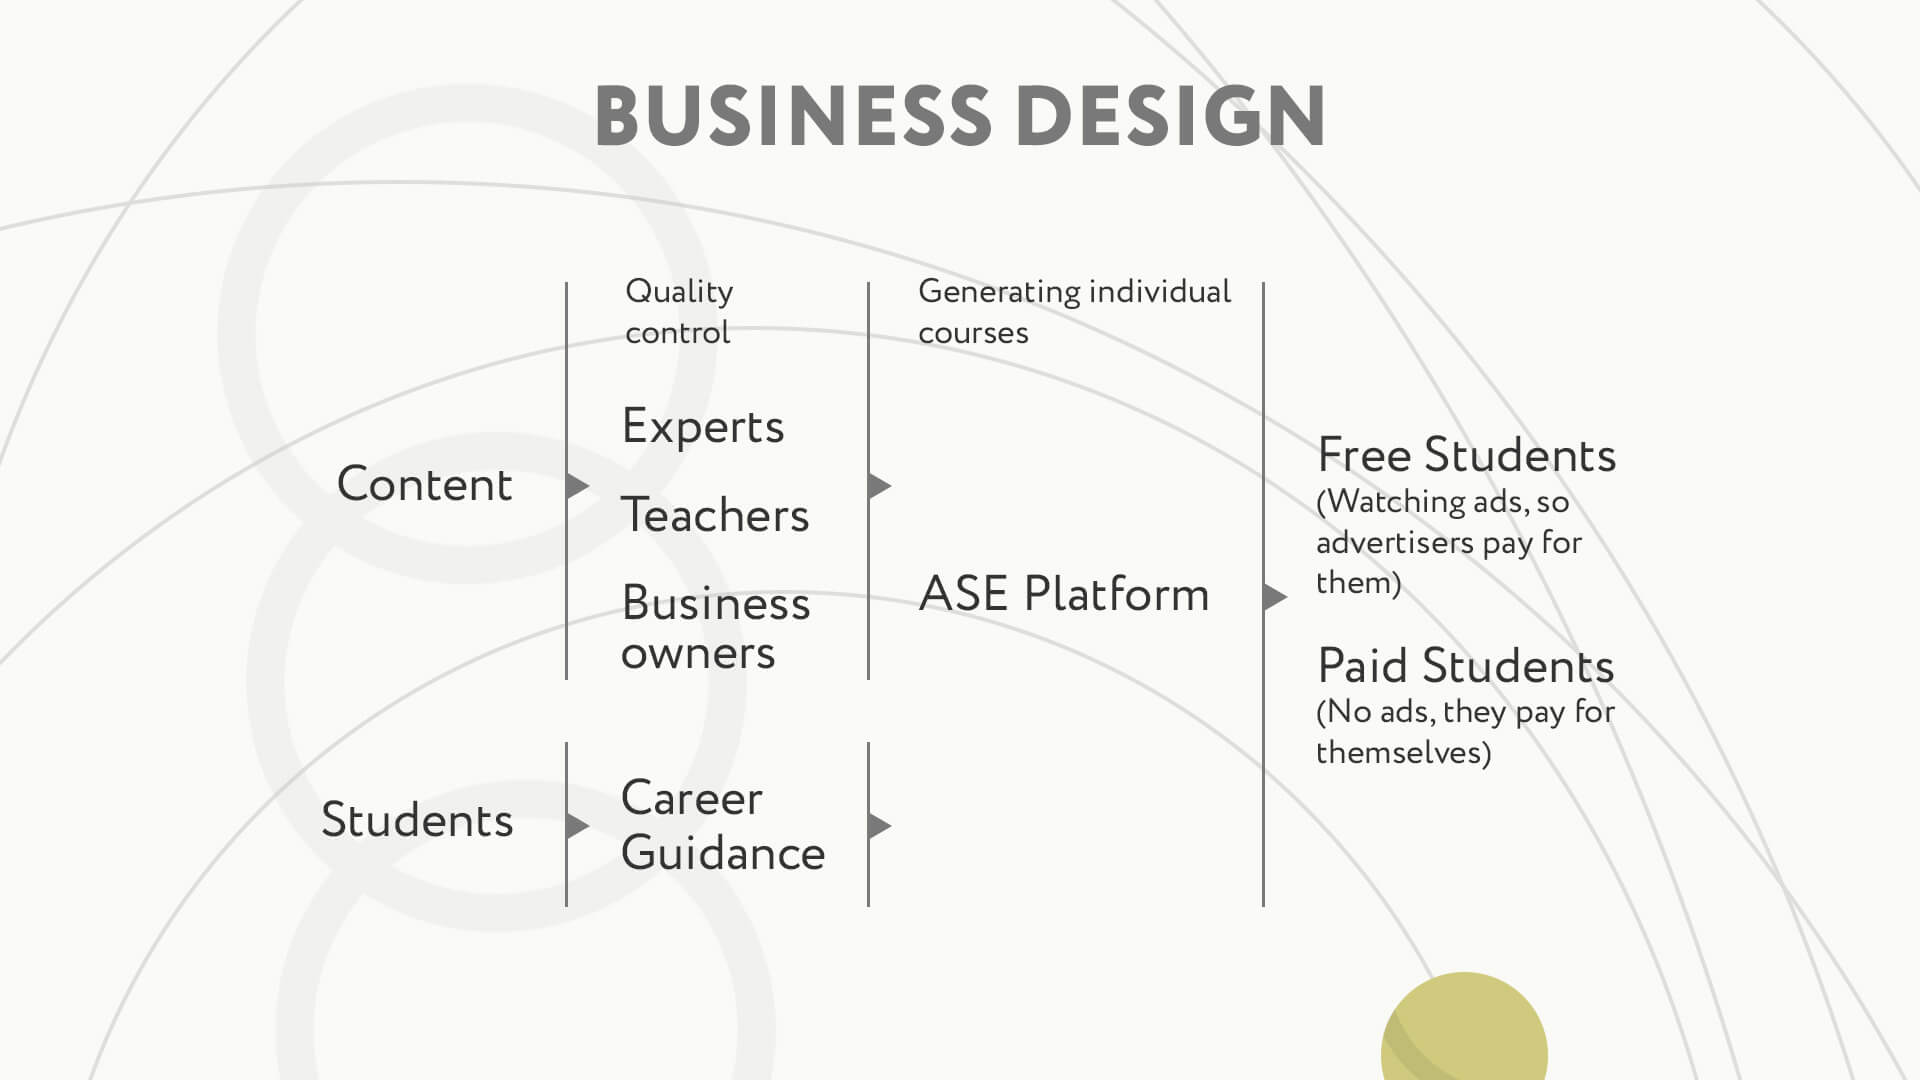 BUSINESS DESIGN
Quality
control
Generating individual
courses
Content
Experts
Teachers
Business
owners
ASE Platform
Free Students
(Watching ads, so
advertisers pay for
them)
Paid Students
(No ads, they pay for
themselves)
Students
Career
Guidance